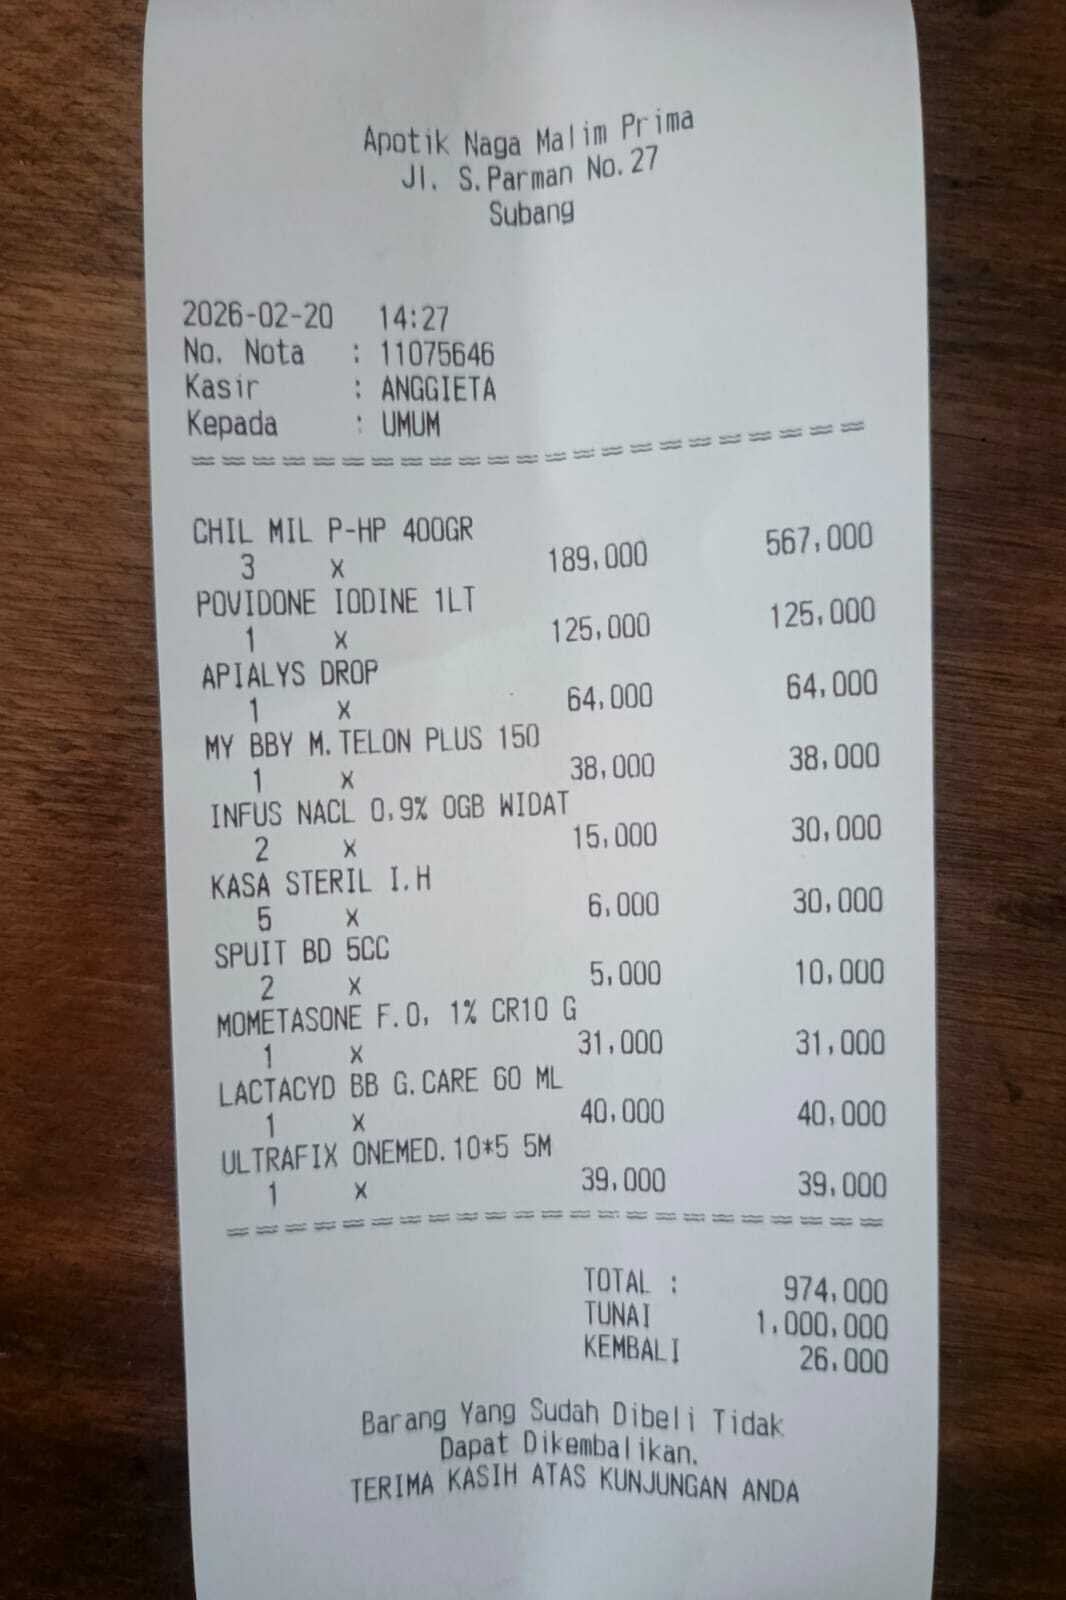 Apotik Naga Malim Prima
Jl. S.Parman No.27
Subang
2026-02-20 14:27
No. Nota : 11075646
Kasir : ANGGIETA
Kepada : UMUM
==========================
CHIL MIL P-HP 400GR
3 X 189,000 567,000
POVIDONE IODINE 1LT
1 X 125,000 125,000
APIALYS DROP
1 X 64,000 64,000
MY BBY M.TELON PLUS 150
1 X 38,000 38,000
INFUS NACL 0,9% OGB WIDAT
2 X 15,000 30,000
KASA STERIL I.H
5 X 6,000 30,000
SPUIT BD 5CC
2 X 5,000 10,000
MOMETASONE F.O, 1% CR10 G
1 X 31,000 31,000
LACTACYD BB G.CARE 60 ML
1 X 40,000 40,000
ULTRAFIX ONEMED.10*5 5M
1 X 39,000 39,000
==========================
TOTAL : 974,000
TUNAI 1,000,000
KEMBALI 26,000
Barang Yang Sudah Dibeli Tidak
Dapat Dikembalikan.
TERIMA KASIH ATAS KUNJUNGAN ANDA